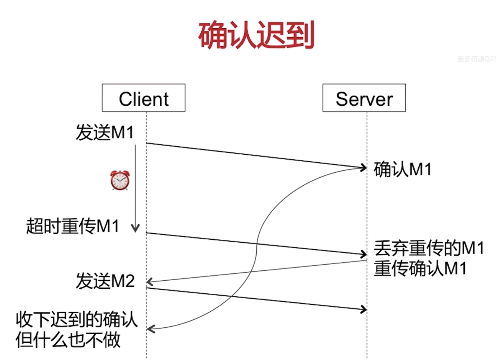 确认迟到
Client
Server
发送M1
确认M1
超时重传M1
丢弃重传的M1
重传确认M1
发送M2
收下迟到的确认
但什么也不做